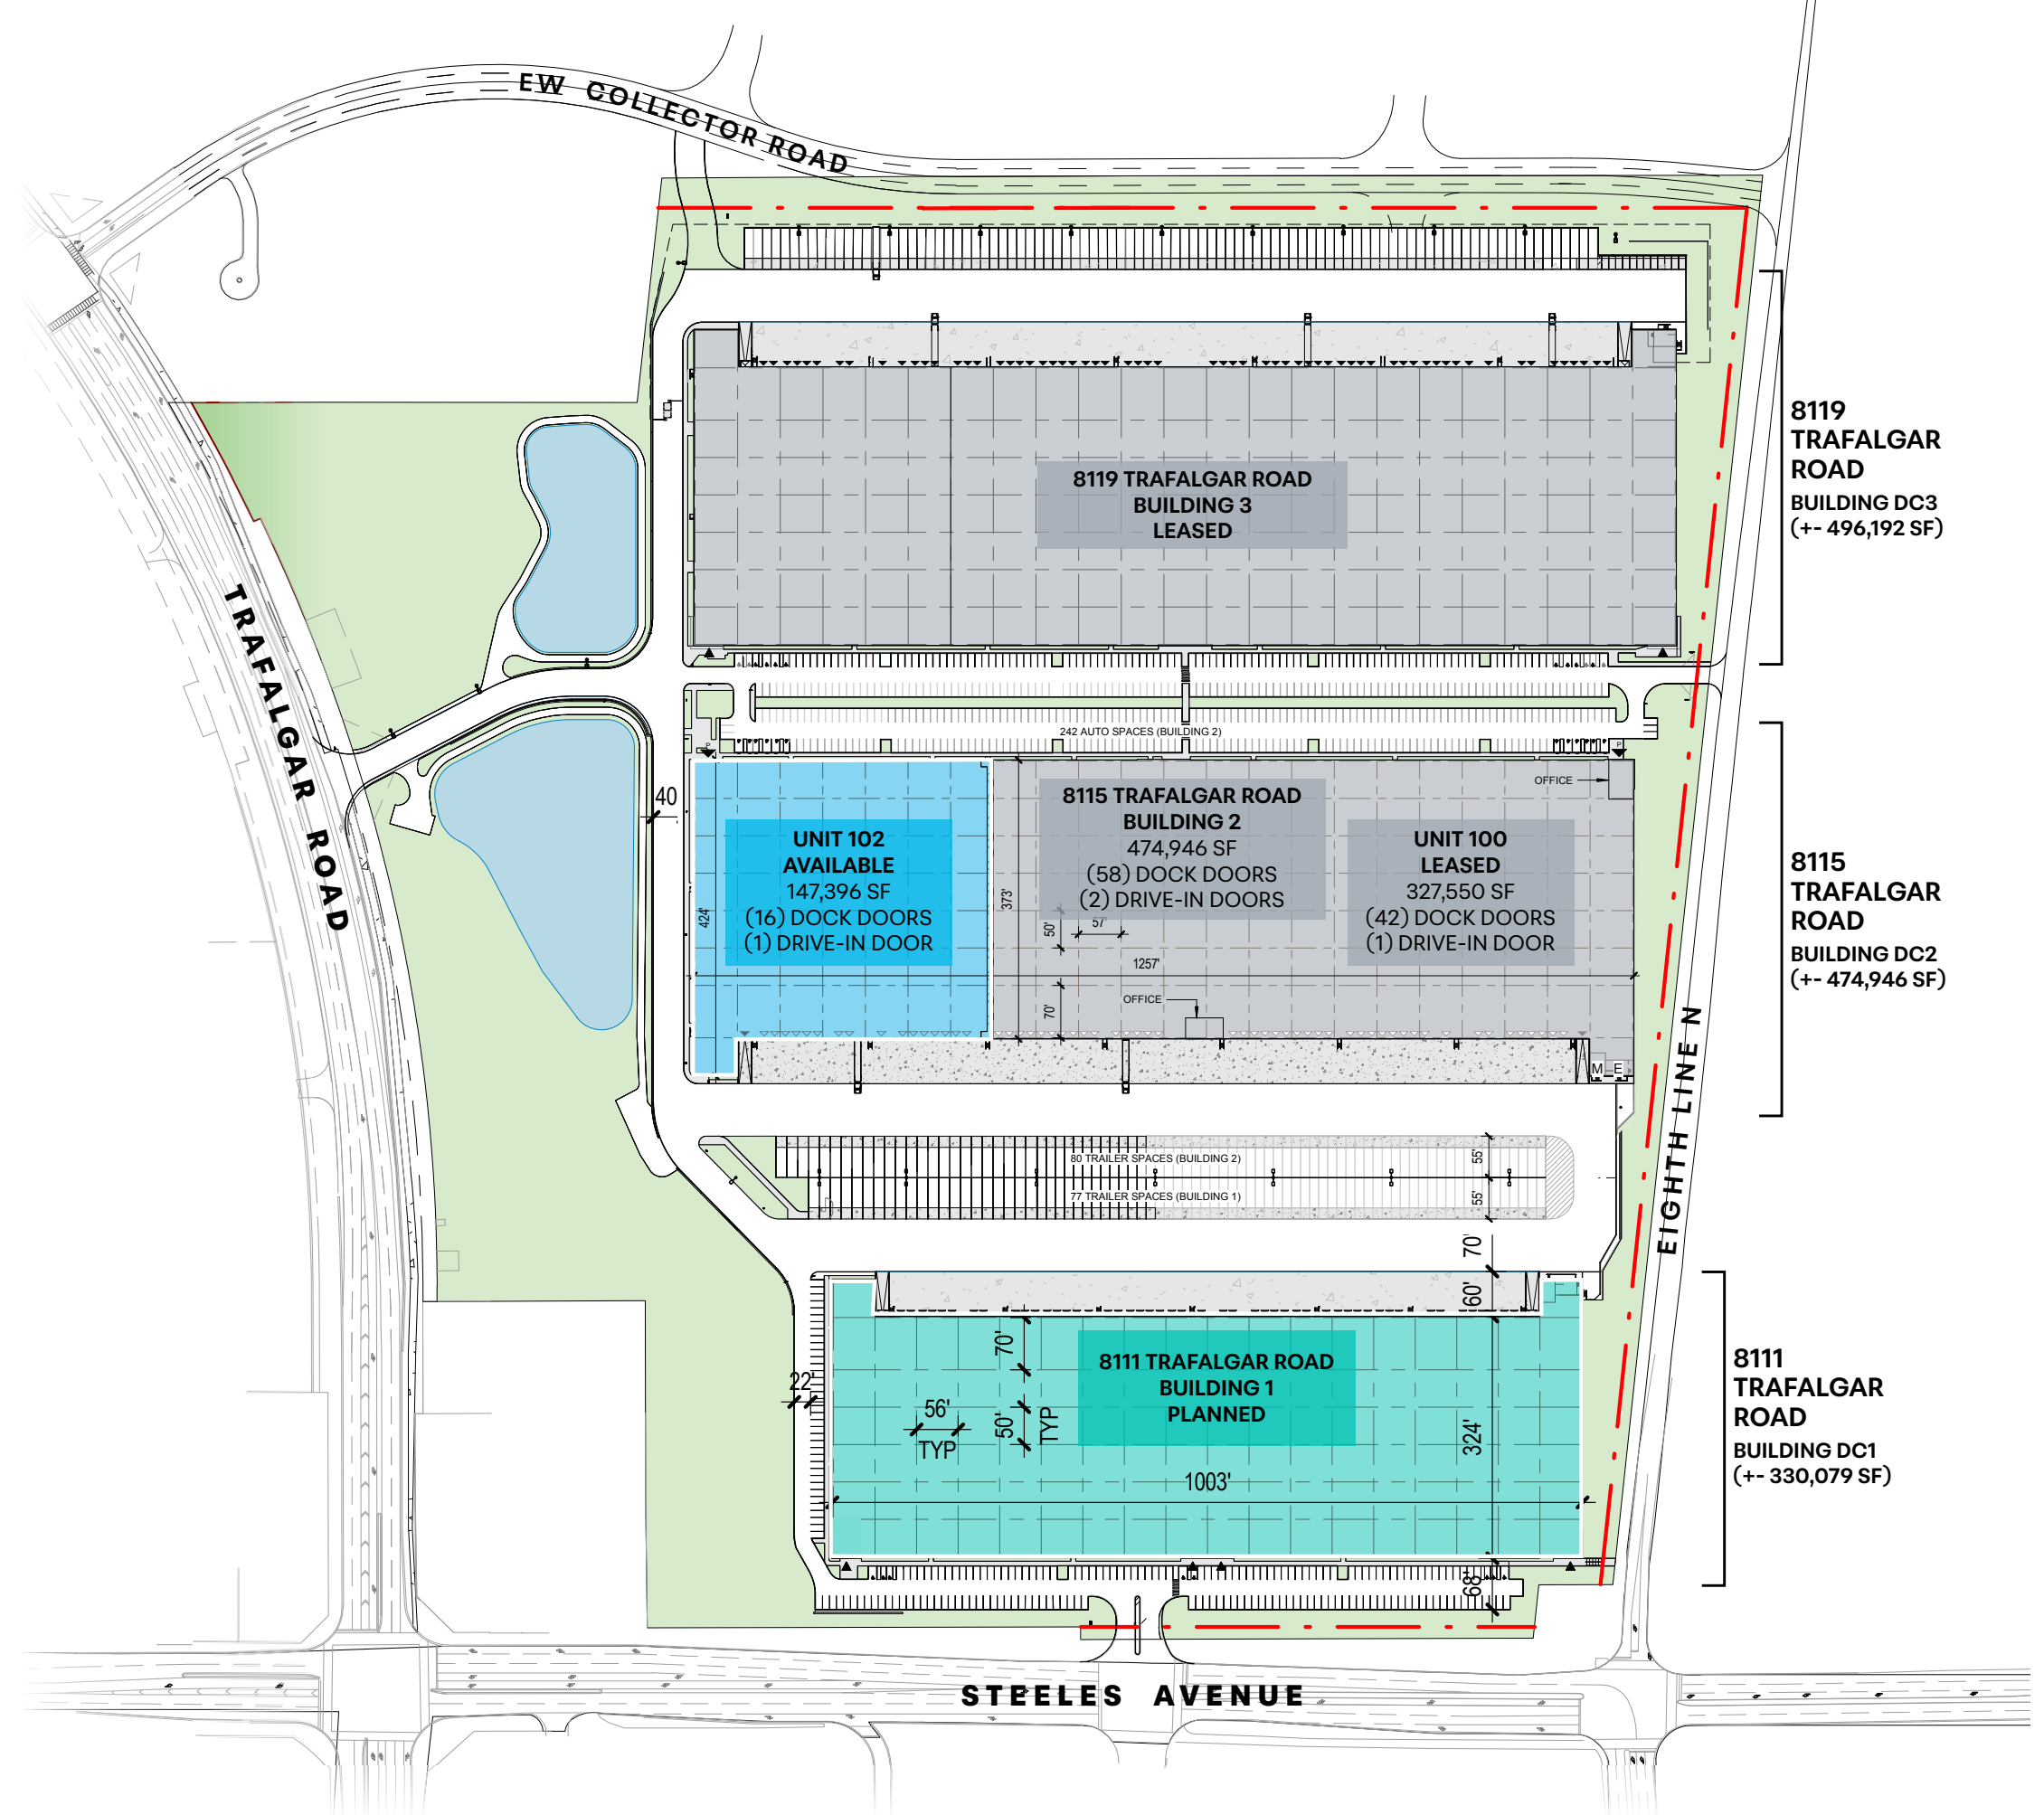 EW COLLECTOR ROAD
TRAFALGAR ROAD
8119 TRAFALGAR ROAD
BUILDING 3
LEASED
8119
TRAFALGAR
ROAD
BUILDING DC3
(+- 496,192 SF)
242 AUTO SPACES (BUILDING 2)
OFFICE
40
UNIT 102
AVAILABLE
147,396 SF
(16) DOCK DOORS
(1) DRIVE-IN DOOR
424'
373'
8115 TRAFALGAR ROAD
BUILDING 2
474,946 SF
(58) DOCK DOORS
(2) DRIVE-IN DOORS
UNIT 100
LEASED
327,550 SF
(42) DOCK DOORS
(1) DRIVE-IN DOOR
50'
57'
1257'
70'
OFFICE
M E
8115
TRAFALGAR
ROAD
BUILDING DC2
(+- 474,946 SF)
EIGHTH LINE N
80 TRAILER SPACES (BUILDING 2)
55'
77 TRAILER SPACES (BUILDING 1)
55'
70'
60'
8111 TRAFALGAR ROAD
BUILDING 1
PLANNED
70'
22'
56'
TYP
50'
TYP
324'
1003'
68'
8111
TRAFALGAR
ROAD
BUILDING DC1
(+- 330,079 SF)
STEELES AVENUE